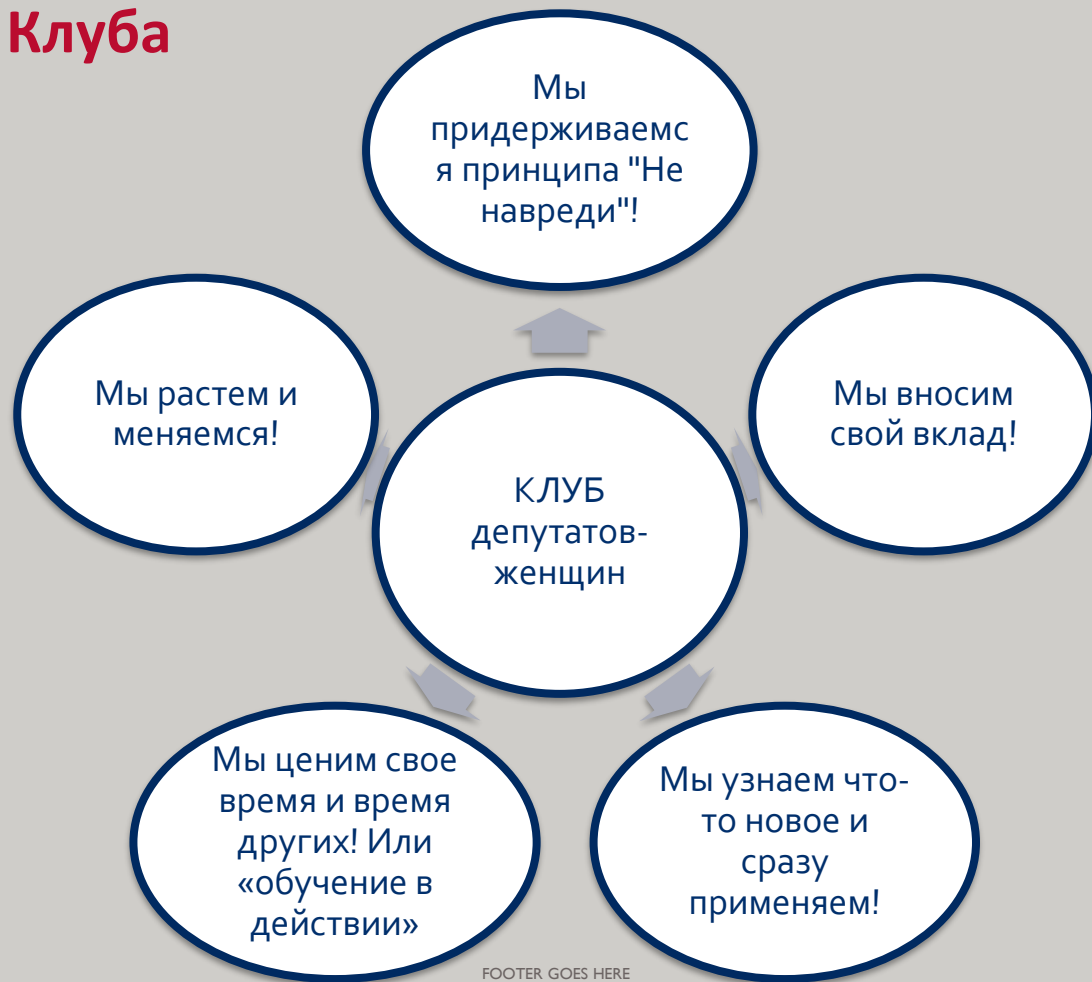 Клуба
Мы
придерживаемс
я принципа "Не
навреди"!
Мы растем и
меняемся!
Мы вносим
свой вклад!
КЛУБ
депутатов-
женщин
Мы ценим свое
время и время
других! Или
«обучение в
действии»
Мы узнаем что-
то новое и
сразу
применяем!
FOOTER GOES HERE